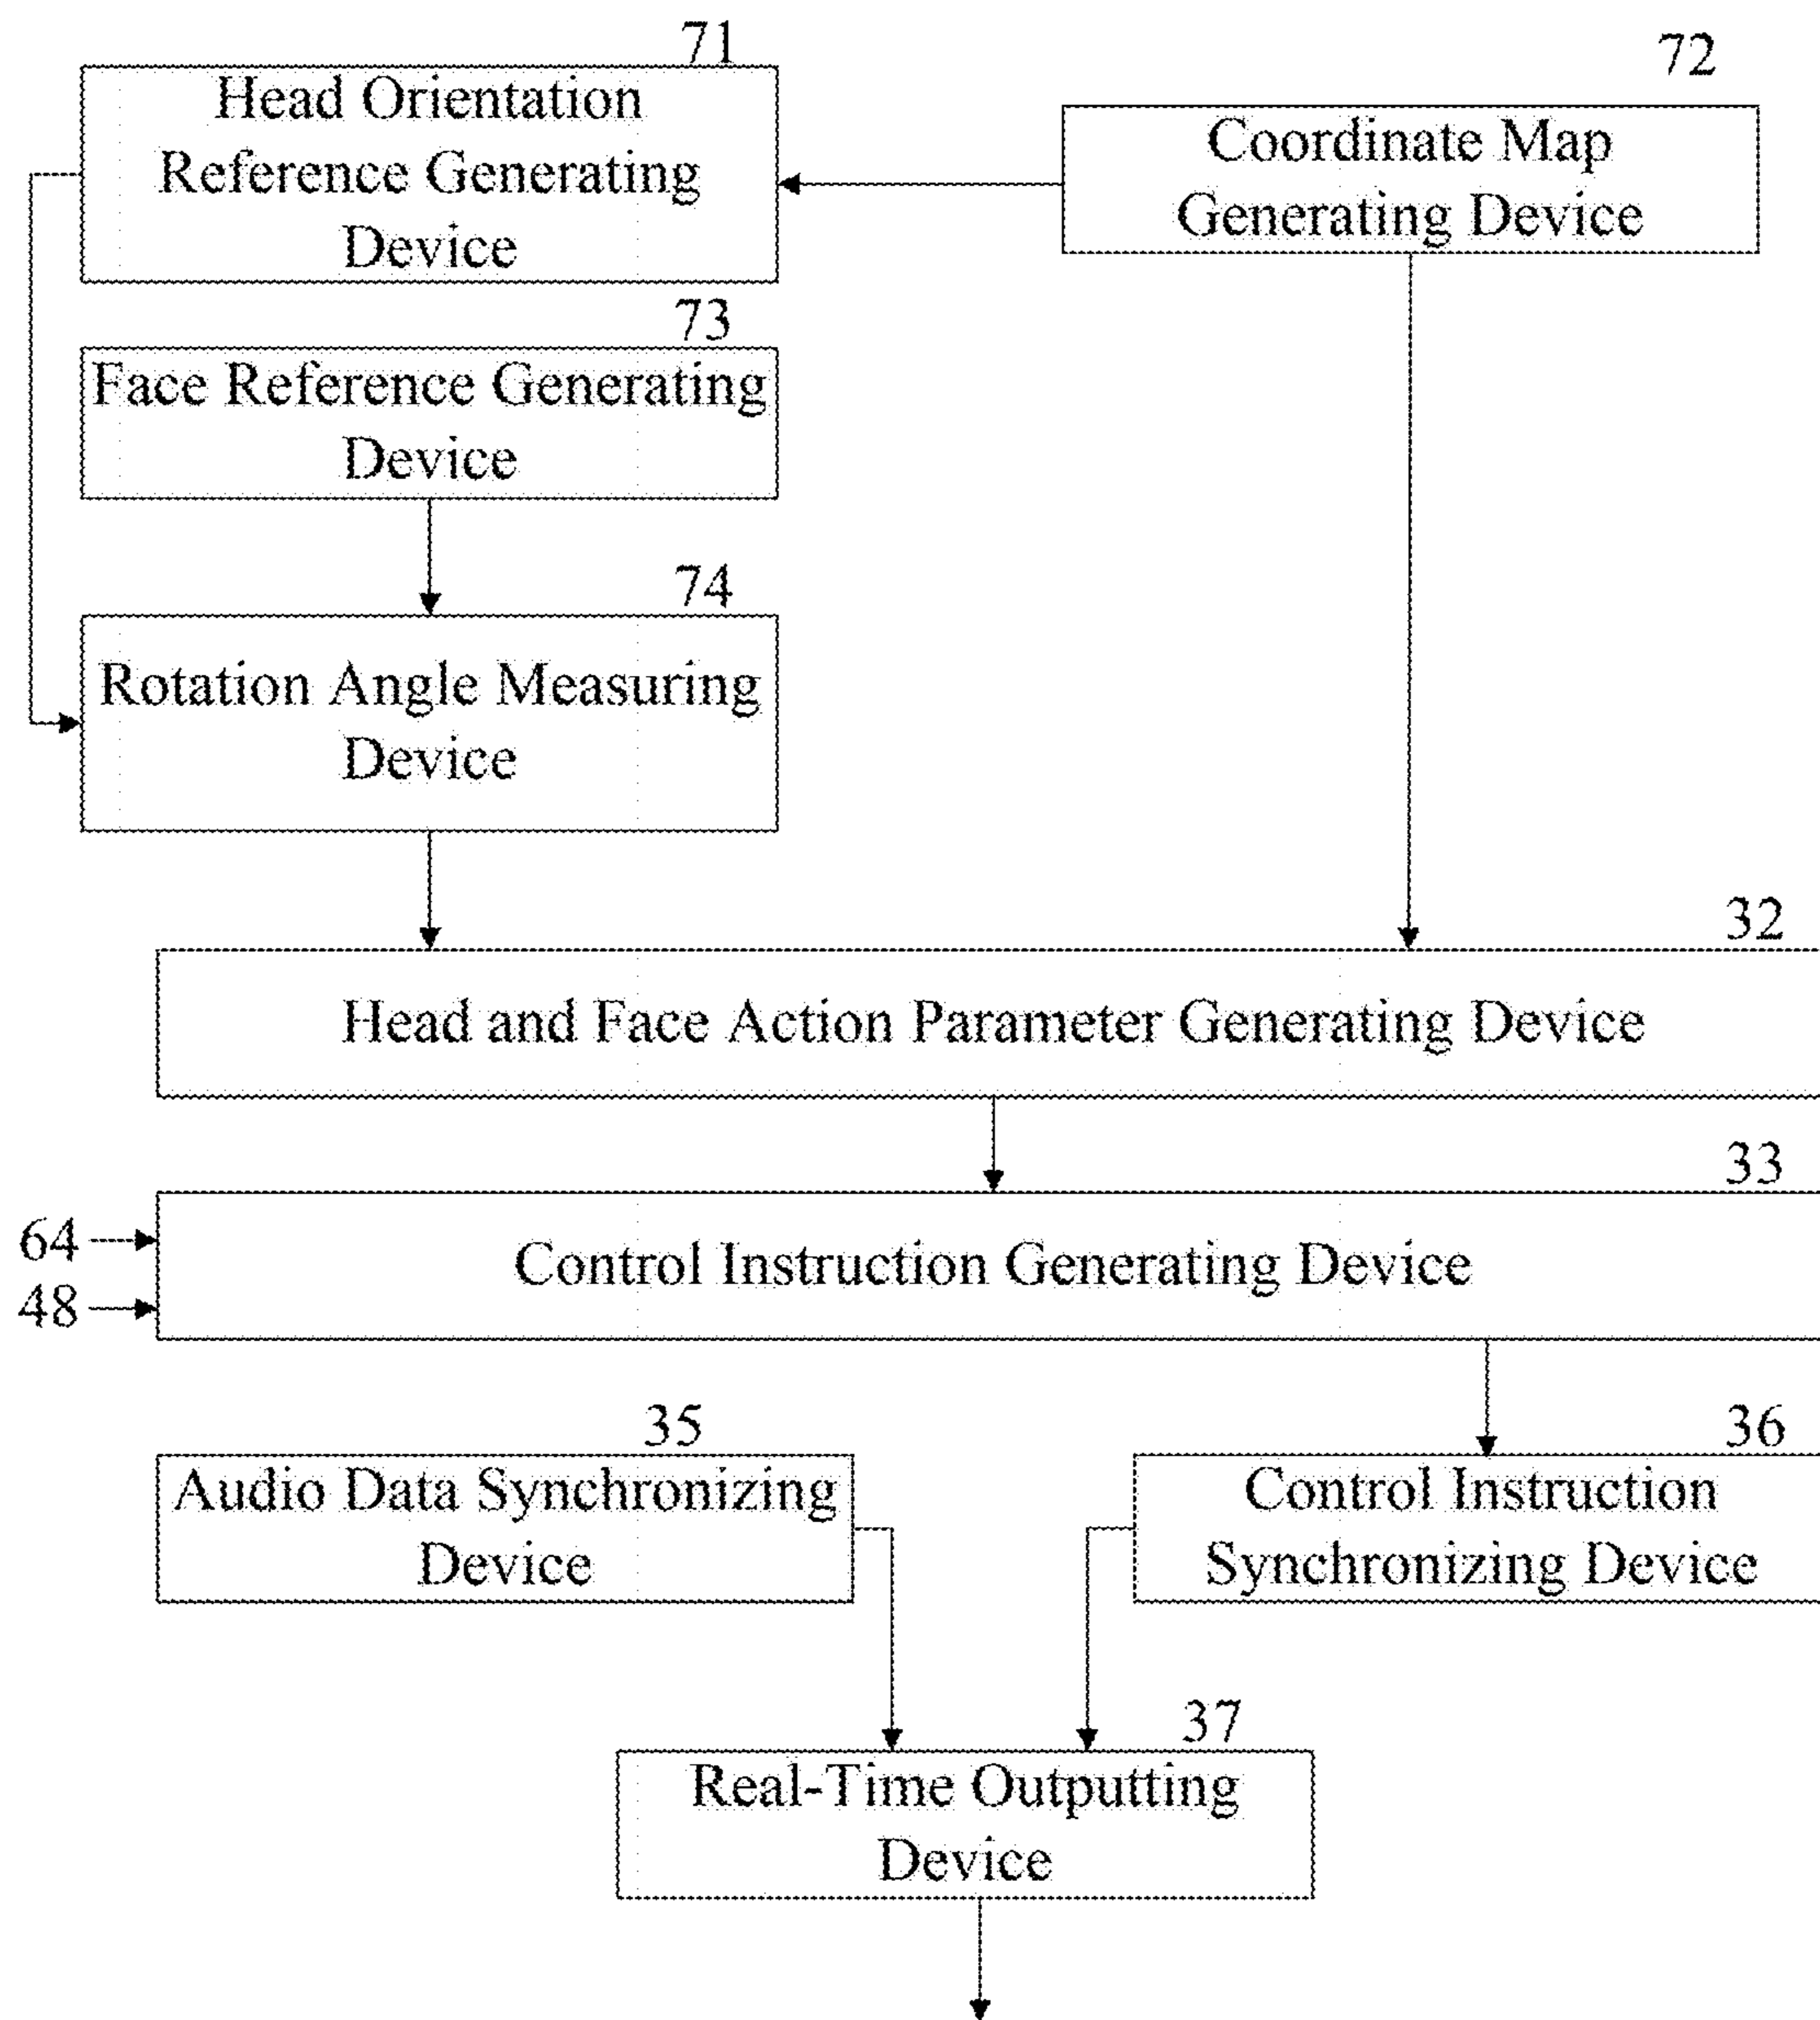 71
Head Orientation
Reference Generating
Device
72
Coordinate Map
Generating Device
73
Face Reference Generating
Device
74
Rotation Angle Measuring
Device
32
Head and Face Action Parameter Generating Device
33
64
48
Control Instruction Generating Device
35
Audio Data Synchronizing
Device
36
Control Instruction
Synchronizing Device
37
Real-Time Outputting
Device